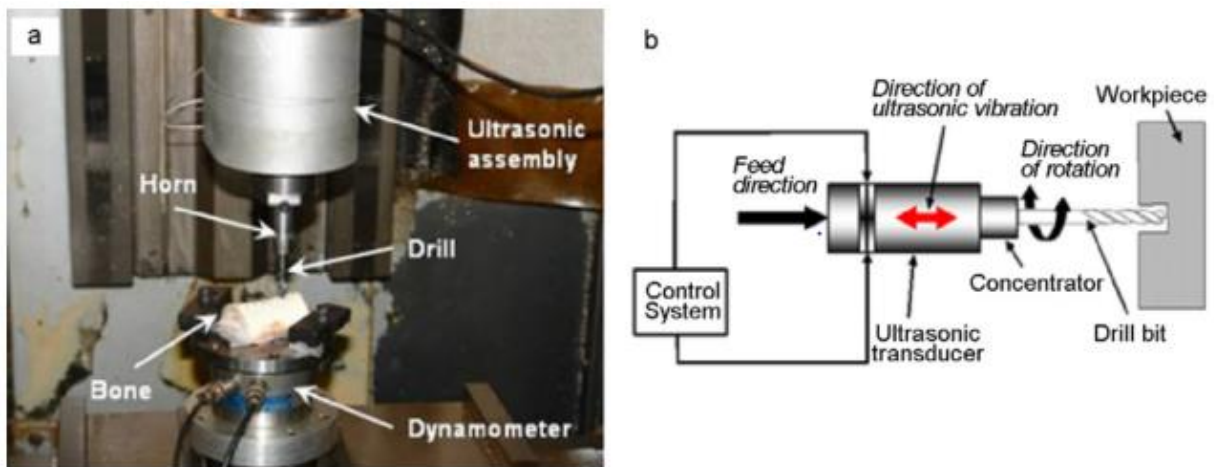 a
Ultrasonic
assembly
Horn
Drill
Bone
Dynamometer
b
Direction of
ultrasonic vibration
Workpiece
Feed
direction
Direction
of rotation
Control
System
Concentrator
Ultrasonic
transducer
Drill bit